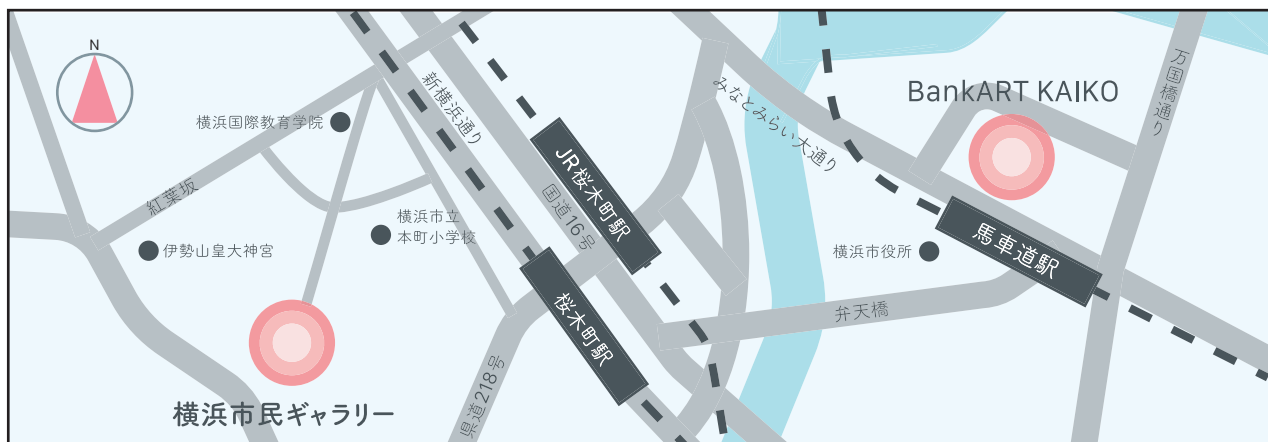 N
横浜国際教育学院
紅葉坂
伊勢山皇大神宮
横浜市立
本町小学校
横浜市民ギャラリー
新横浜通り
国道16号
JR桜木町駅
桜木町駅
県道218号
みなとみらい大通り
BankART KAIKO
万国橋通り
馬車道駅
横浜市役所
弁天橋